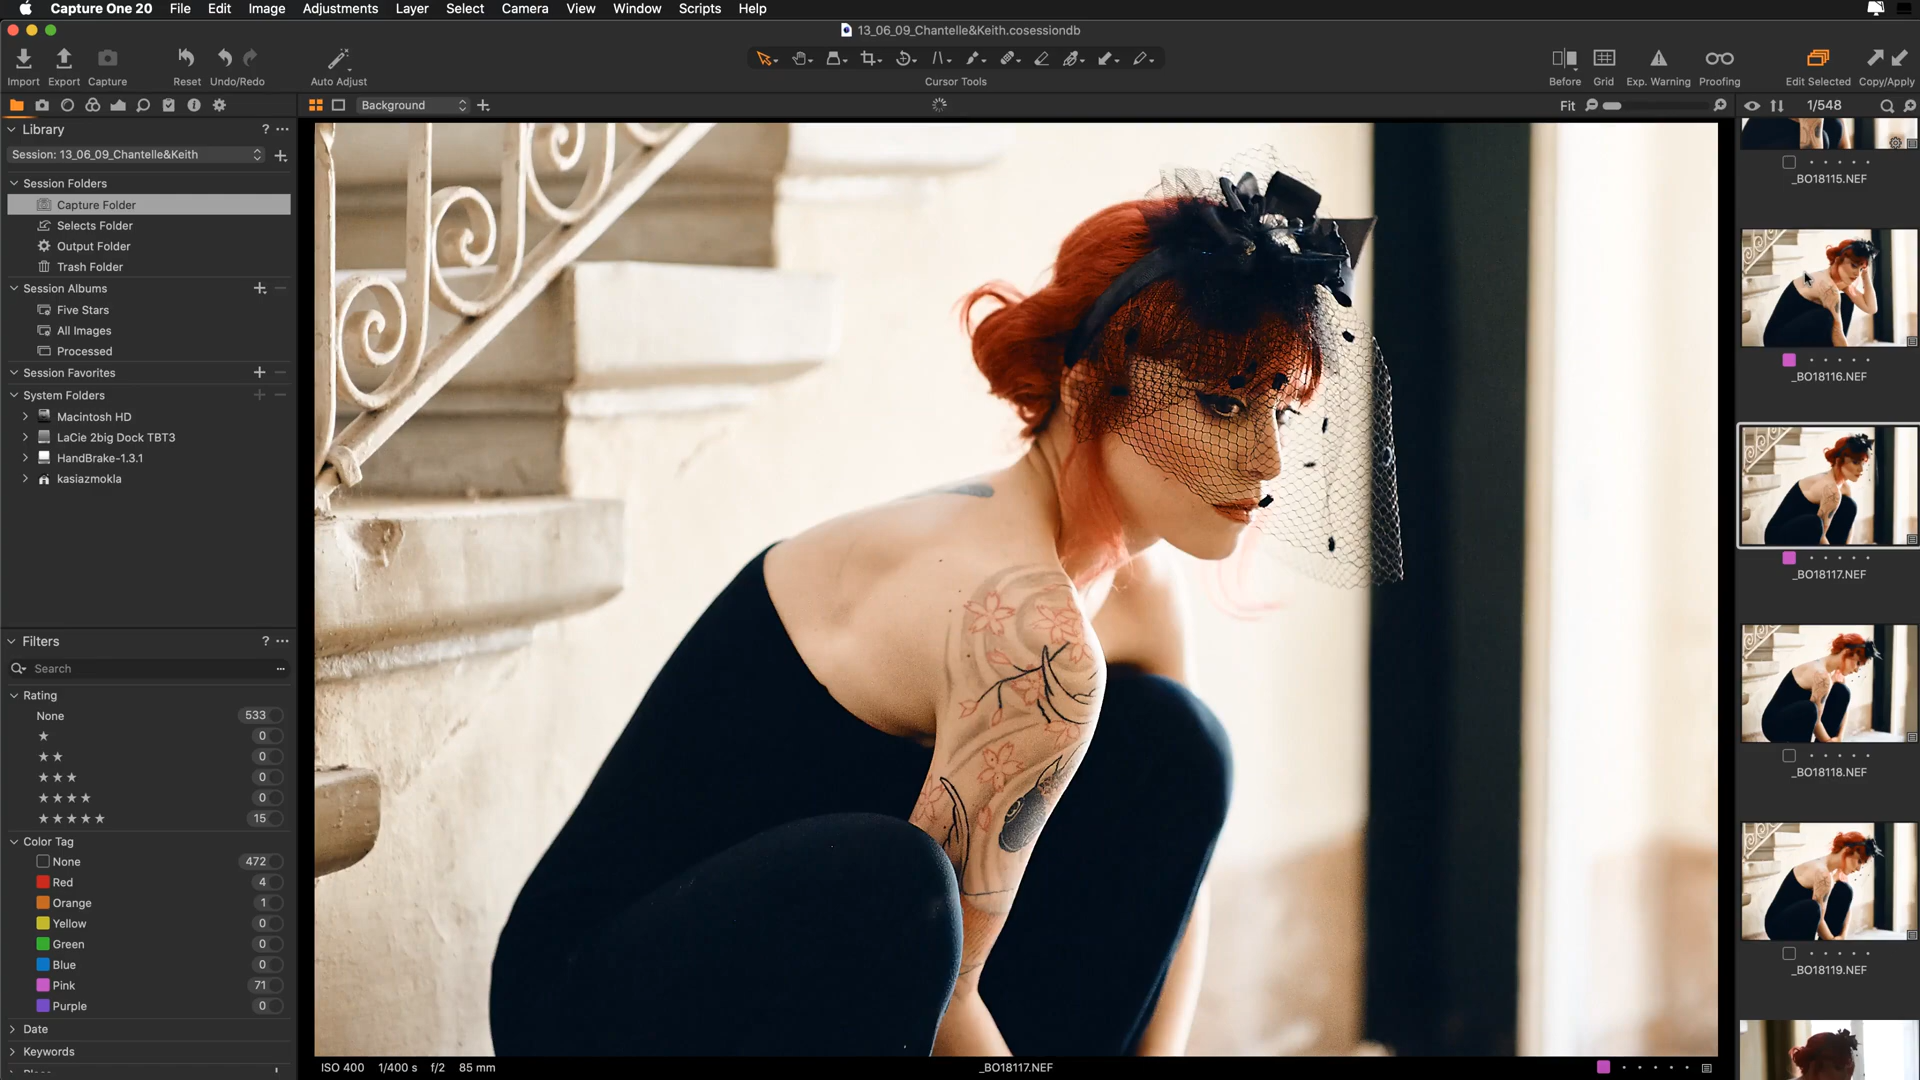 Capture One 20 File Edit Image Adjustments Layer Select Camera View Window Scripts Help
13_06_09_Chantelle&Keith.cosessiondb
Import Export Capture Reset Undo/Redo Auto Adjust Cursor Tools Before Grid Exp. Warning Proofing Edit Selected Copy/Apply
Background
Fit
1/548
Library
? ...
Session: 13_06_09_Chantelle&Keith
Session Folders
Capture Folder
Selects Folder
Output Folder
Trash Folder
Session Albums
Five Stars
All Images
Processed
Session Favorites
System Folders
Macintosh HD
LaCie 2big Dock TBT3
HandBrake-1.3.1
kasiazmokla
Filters
? ...
Search
Rating
None 533
★ 0
★ ★ 0
★ ★ ★ 0
★ ★ ★ ★ 0
★ ★ ★ ★ ★ 15
Color Tag
None 472
Red 4
Orange 1
Yellow 0
Green 0
Blue 0
Pink 71
Purple 0
Date
Keywords
ISO 400 1/400 s f/2 85 mm
_BO18117.NEF
_BO18115.NEF
_BO18116.NEF
_BO18117.NEF
_BO18118.NEF
_BO18119.NEF